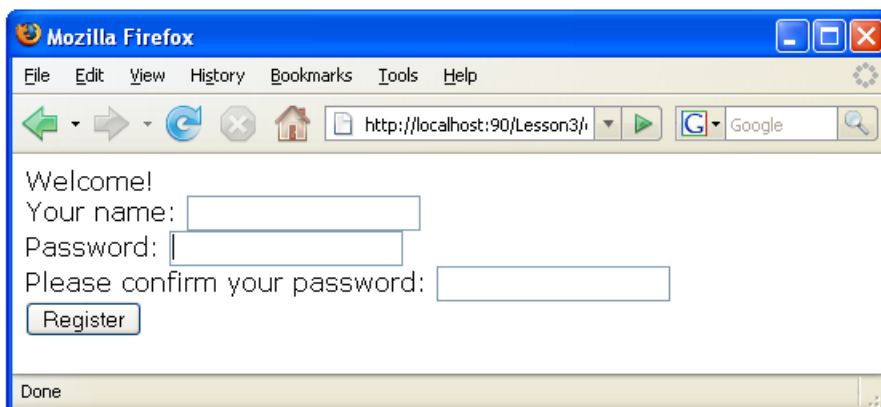 Mozilla Firefox
File Edit View History Bookmarks Tools Help
http://localhost:90/Lesson3/ G Google
Welcome!
Your name:
Password:
Please confirm your password:
Register
Done